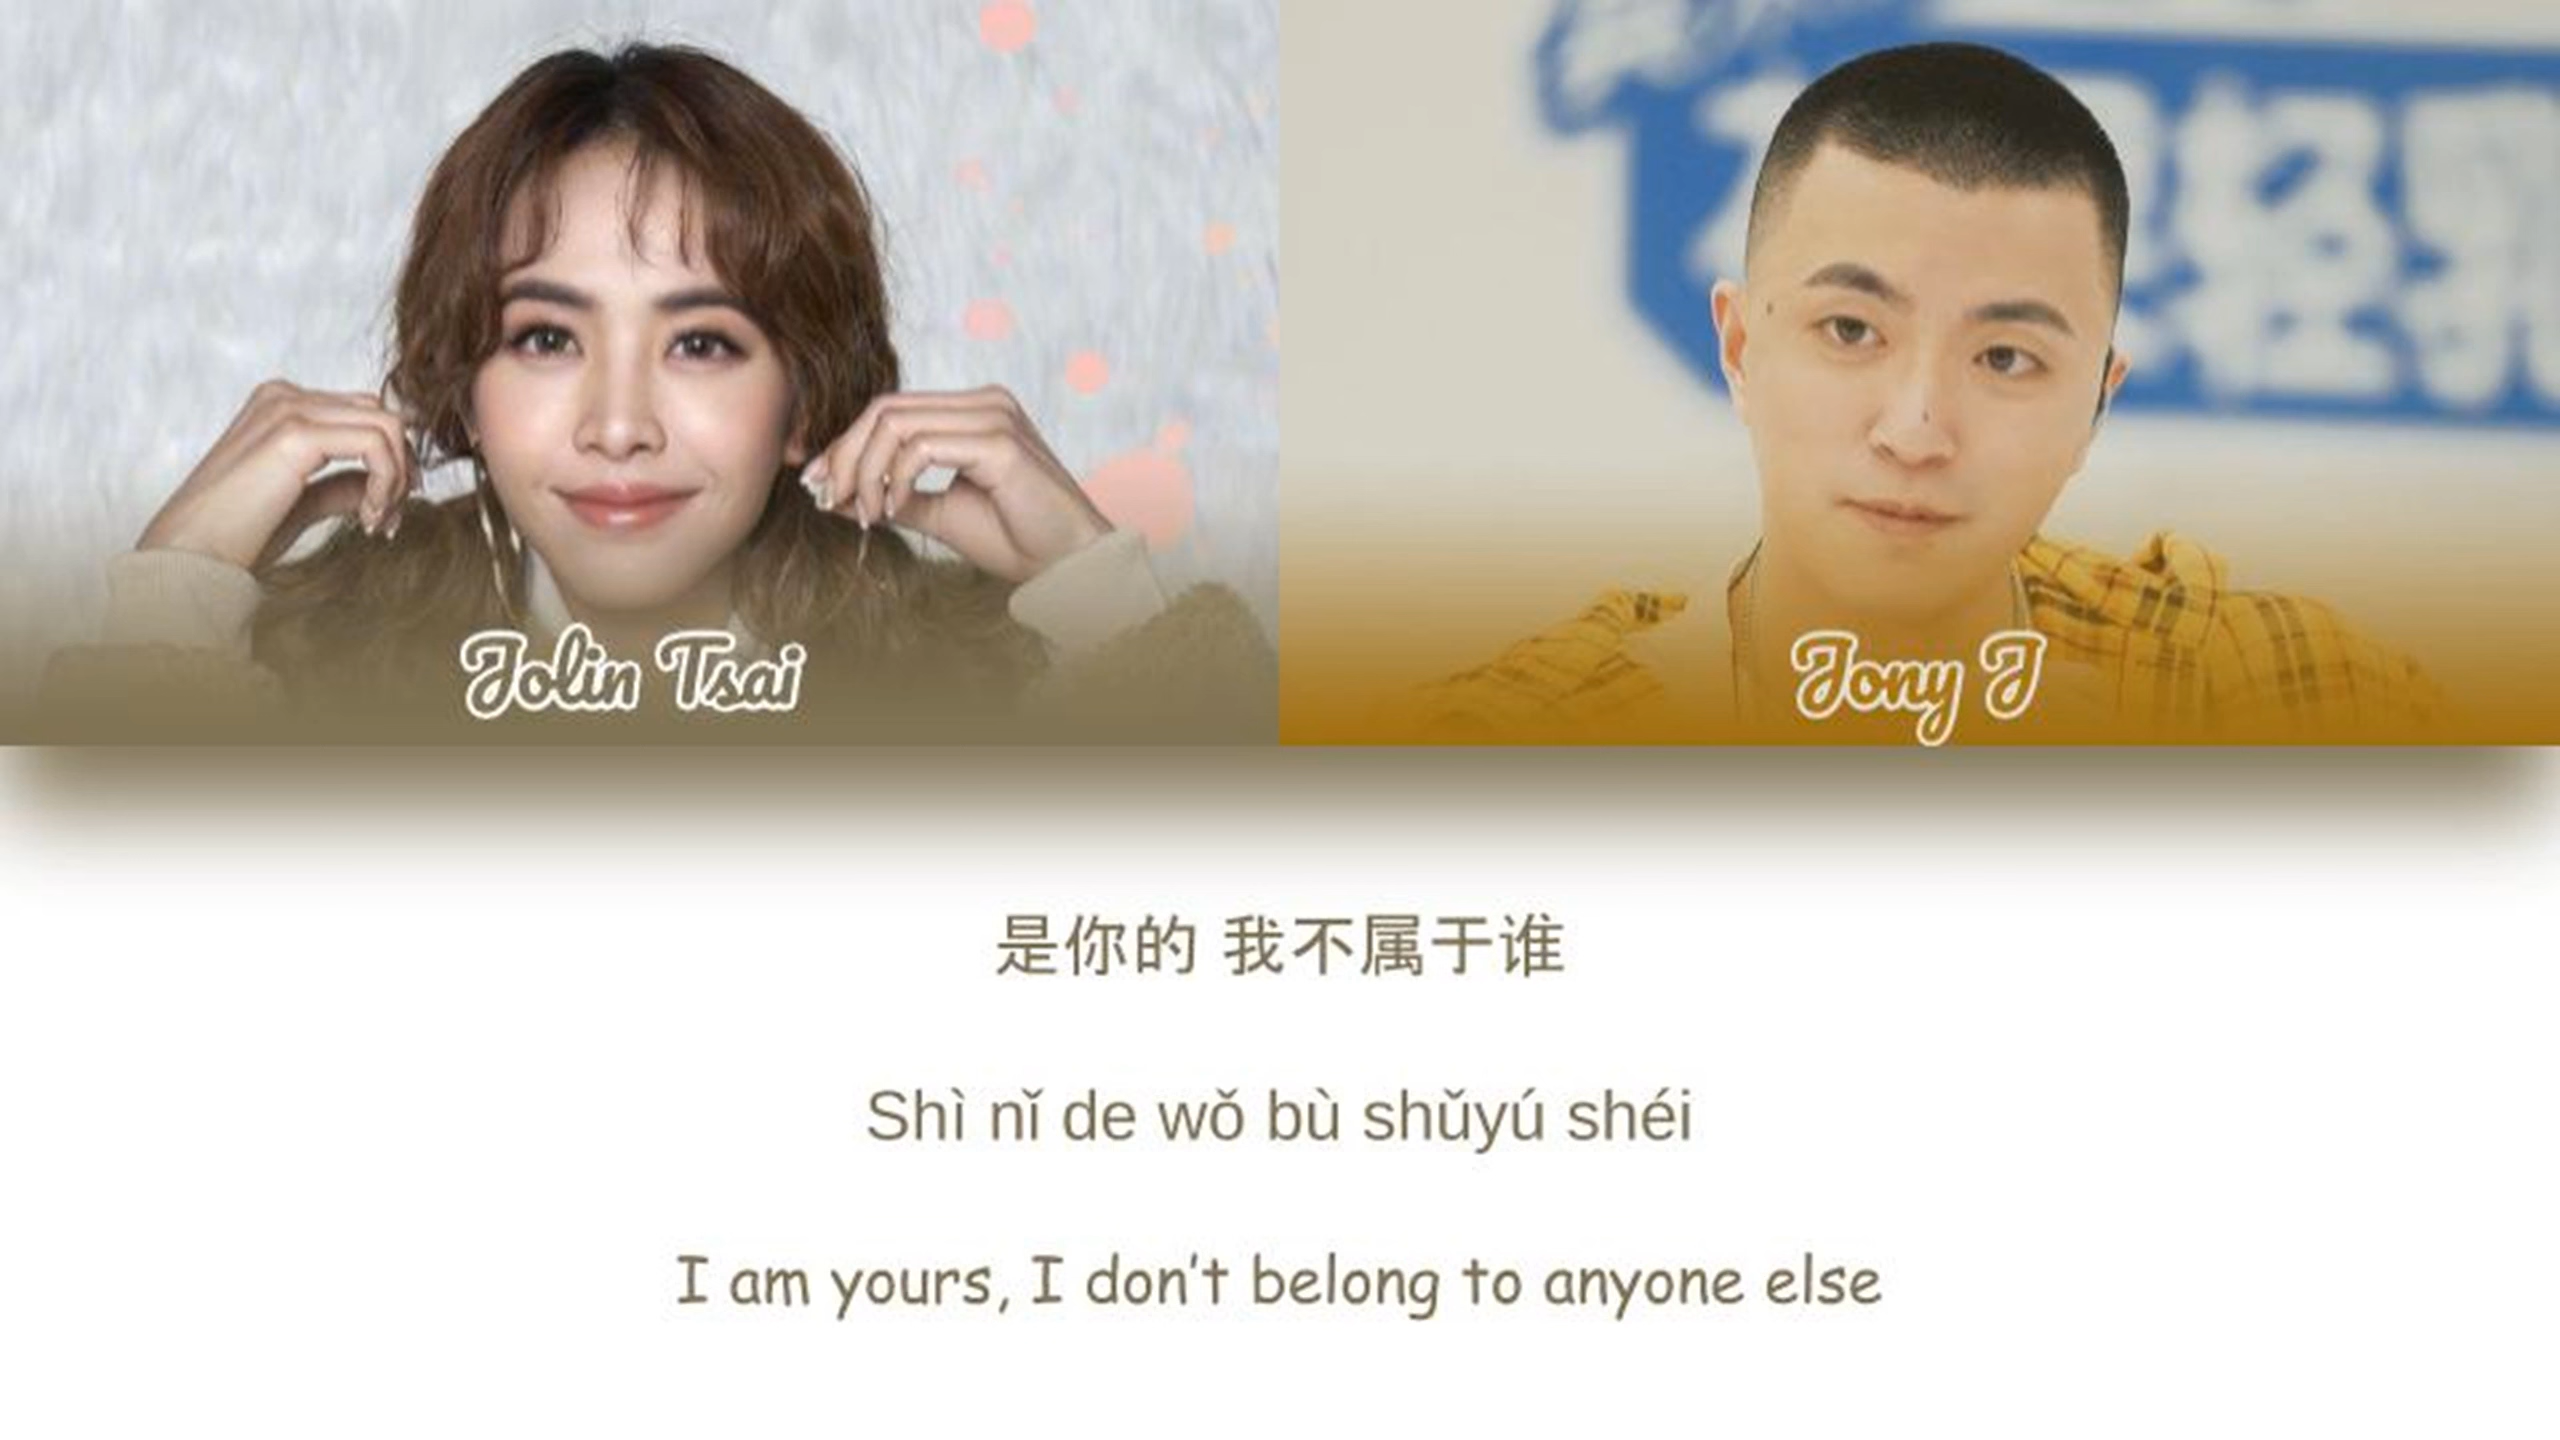 Jolin Tsai
Jony J
是你的 我不属于谁
Shì nǐ de wǒ bù shǔyú shéi
I am yours, I don't belong to anyone else